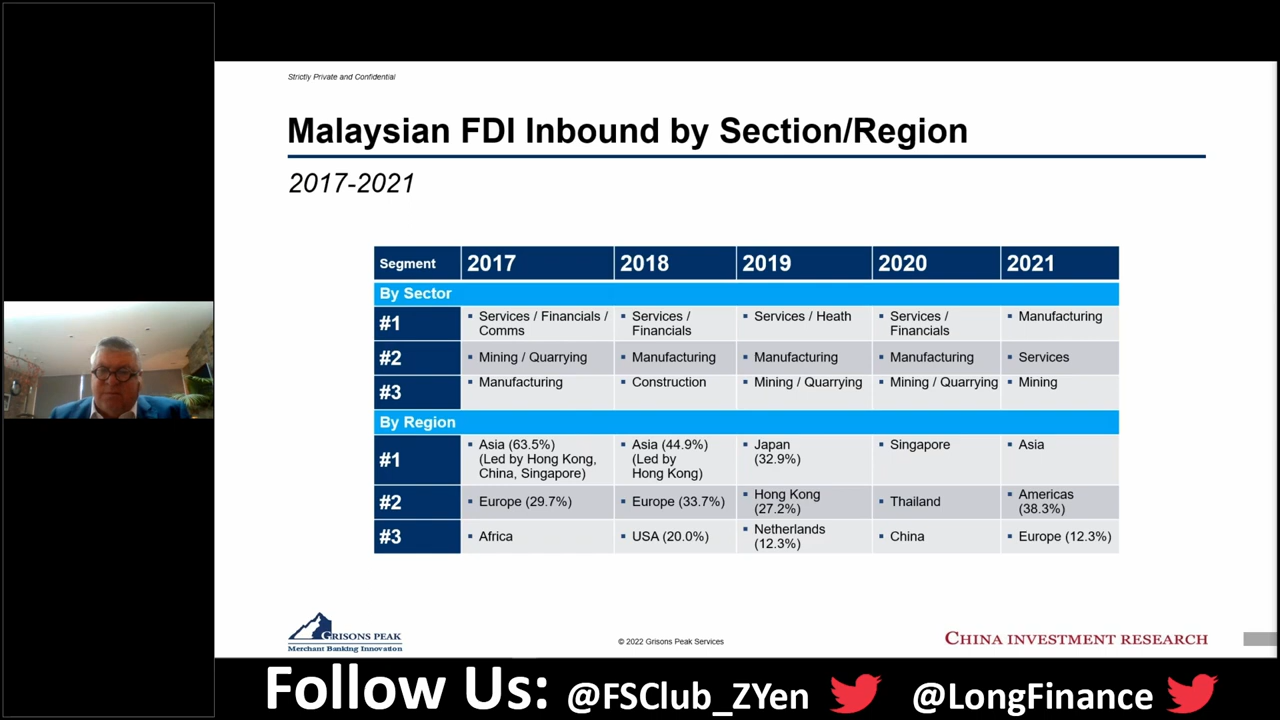 Strictly Private and Confidential
Malaysian FDI Inbound by Section/Region
2017-2021
Segment 2017 2018 2019 2020 2021
By Sector
#1 ▪ Services / Financials / Comms ▪ Services / Financials ▪ Services / Heath ▪ Services / Financials ▪ Manufacturing
#2 ▪ Mining / Quarrying ▪ Manufacturing ▪ Manufacturing ▪ Manufacturing ▪ Services
#3 ▪ Manufacturing ▪ Construction ▪ Mining / Quarrying ▪ Mining / Quarrying ▪ Mining
By Region
#1 ▪ Asia (63.5%) (Led by Hong Kong, China, Singapore) ▪ Asia (44.9%) (Led by Hong Kong) ▪ Japan (32.9%) ▪ Singapore ▪ Asia
#2 ▪ Europe (29.7%) ▪ Europe (33.7%) ▪ Hong Kong (27.2%) ▪ Thailand ▪ Americas (38.3%)
#3 ▪ Africa ▪ USA (20.0%) ▪ Netherlands (12.3%) ▪ China ▪ Europe (12.3%)
GRISONS PEAK
Merchant Banking Innovation
© 2022 Grisons Peak Services
CHINA INVESTMENT RESEARCH
Follow Us: @FSClub_ZYen @LongFinance